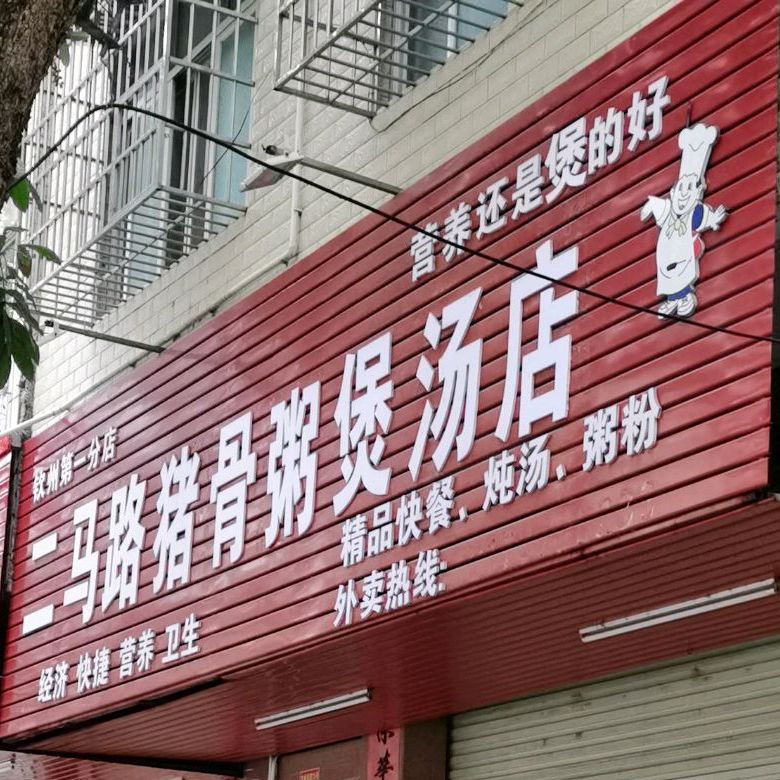 营养还是煲的好
钦州第一分店
二马路猪骨粥煲汤店
精品快餐、炖汤、粥粉
外卖热线:
经济 快捷 营养 卫生